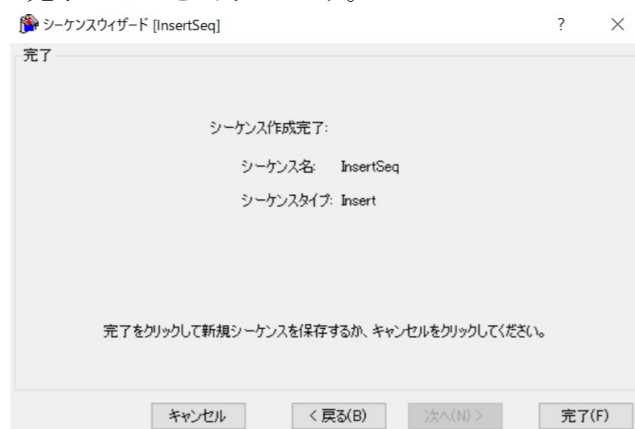 シーケンスウィザード [InsertSeq]
? ×
完了
シーケンス作成完了:
シーケンス名: InsertSeq
シーケンスタイプ: Insert
完了をクリックして新規シーケンスを保存するか、キャンセルをクリックしてください。
キャンセル < 戻る(B) 次へ(N) > 完了(F)